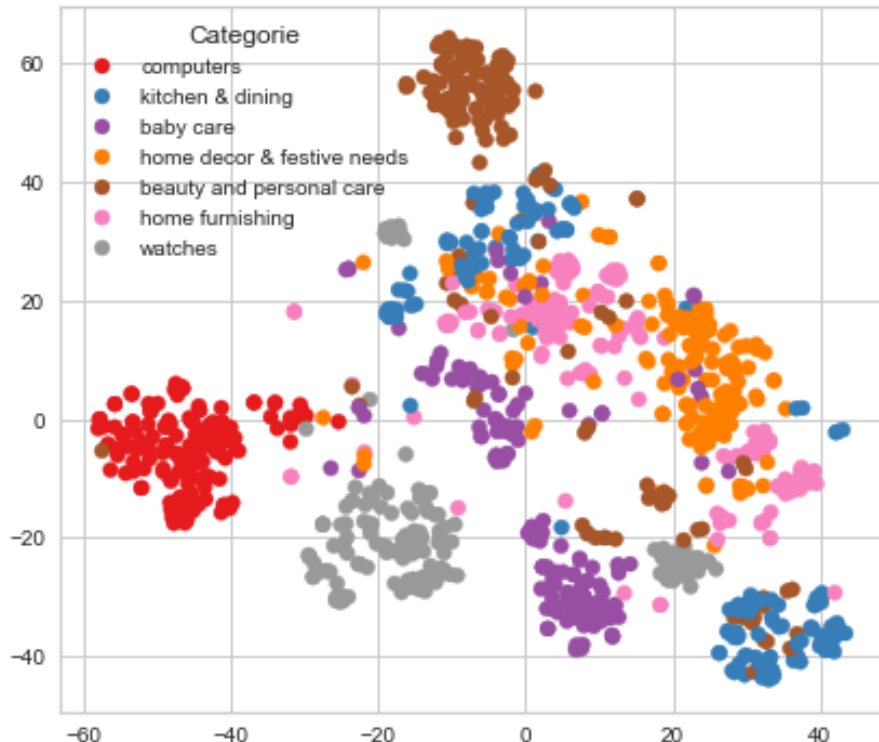 Categorie
computers
kitchen & dining
baby care
home decor & festive needs
beauty and personal care
home furnishing
watches
60
40
20
0
−20
−40
−60 −40 −20 0 20 40